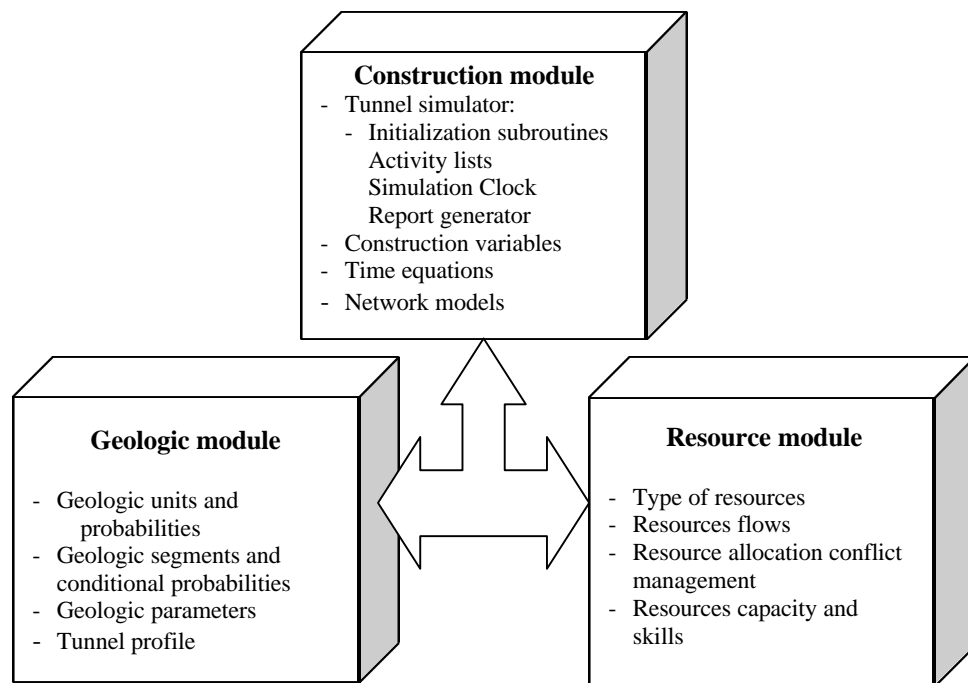 Construction module
- Tunnel simulator:
- Initialization subroutines
Activity lists
Simulation Clock
Report generator
- Construction variables
- Time equations
- Network models
Geologic module
- Geologic units and
probabilities
- Geologic segments and
conditional probabilities
- Geologic parameters
- Tunnel profile
Resource module
- Type of resources
- Resources flows
- Resource allocation conflict
management
- Resources capacity and
skills